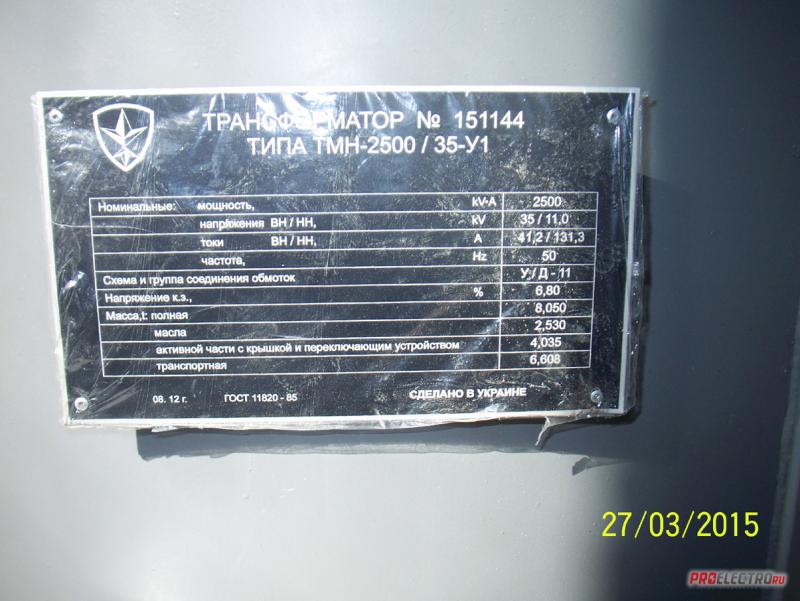 ТРАНСФОРМАТОР № 151144
ТИПА ТМН-2500 / 35-У1
Номинальные: мощность, kV·A 2500
напряжения ВН / НН, kV 35 / 11,0
токи ВН / НН, А 41,2 / 131,3
частота, Hz 50
Схема и группа соединения обмоток У / Д - 11
Напряжение к.з., % 6,80
Масса,t: полная 8,050
масла 2,530
активной части с крышкой и переключающим устройством 4,035
транспортная 6,608
08. 12 г. ГОСТ 11820 - 85 СДЕЛАНО В УКРАИНЕ
27/03/2015
PROELECTRO.RU